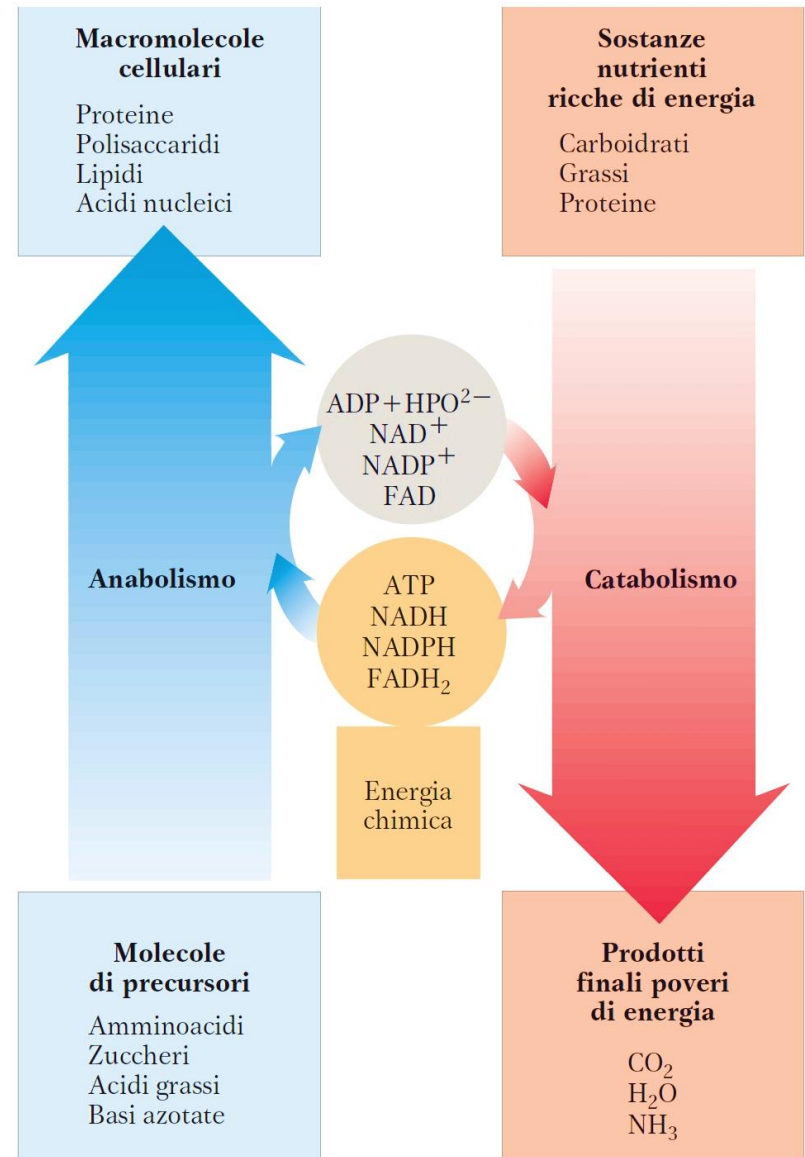 Macromolecole
cellulari
Proteine
Polisaccaridi
Lipidi
Acidi nucleici
Sostanze
nutrienti
ricche di energia
Carboidrati
Grassi
Proteine
ADP+HPO²⁻
NAD⁺
NADP⁺
FAD
Anabolismo
ATP
NADH
NADPH
FADH₂
Catabolismo
Energia
chimica
Molecole
di precursori
Amminoacidi
Zuccheri
Acidi grassi
Basi azotate
Prodotti
finali poveri
di energia
CO₂
H₂O
NH₃